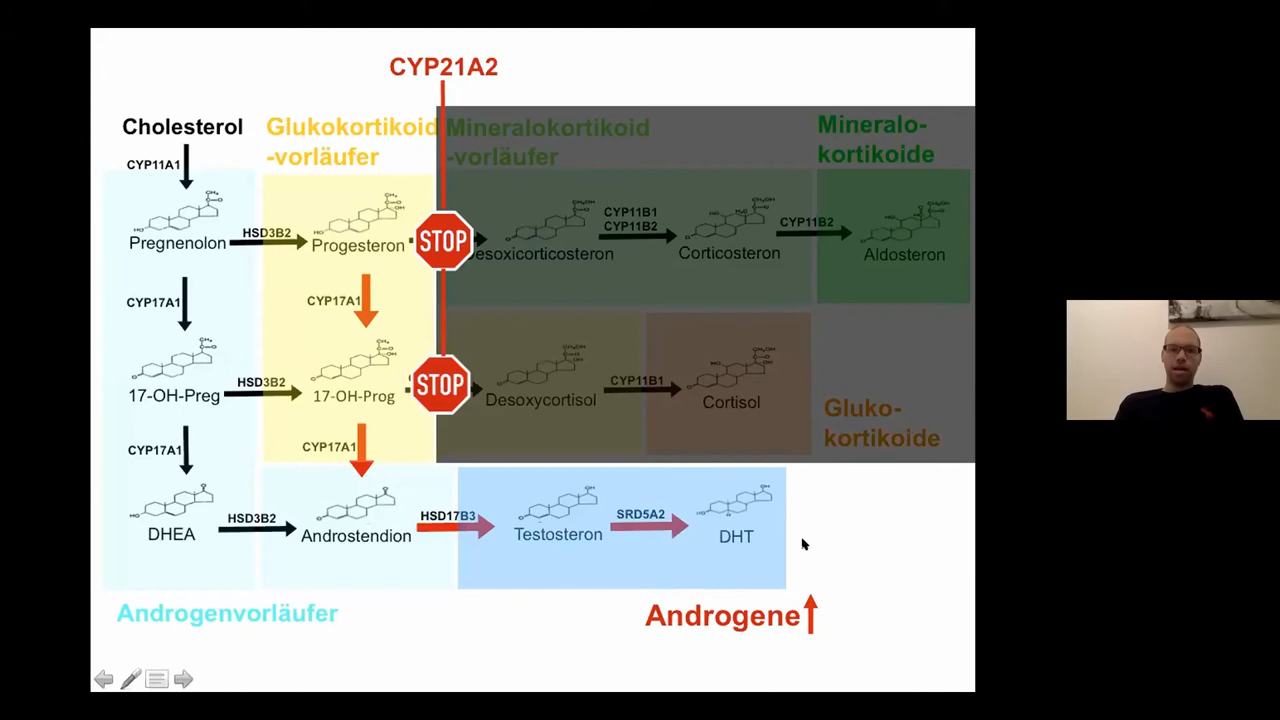 CYP21A2
Cholesterol
Glukokortikoid
-vorläufer
Mineralokortikoid
-vorläufer
Mineralo-
kortikoide
CYP11A1
Pregnenolon
HSD3B2
Progesteron
STOP
Desoxicorticosteron
CYP11B1
CYP11B2
Corticosteron
CYP11B2
Aldosteron
CYP17A1
CYP17A1
17-OH-Preg
HSD3B2
17-OH-Prog
STOP
Desoxycortisol
CYP11B1
Cortisol
Gluko-
kortikoide
CYP17A1
CYP17A1
DHEA
HSD3B2
Androstendion
HSD17B3
Testosteron
SRD5A2
DHT
Androgenvorläufer
Androgene